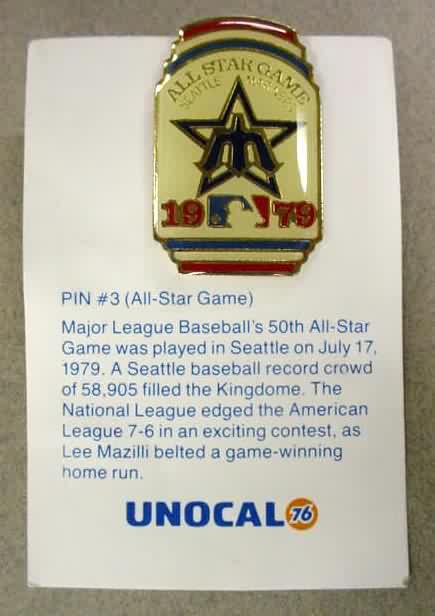 ALL STAR GAME
SEATTLE MARINERS
19 79
PIN #3 (All-Star Game)
Major League Baseball's 50th All-Star
Game was played in Seattle on July 17,
1979. A Seattle baseball record crowd
of 58,905 filled the Kingdome. The
National League edged the American
League 7-6 in an exciting contest, as
Lee Mazilli belted a game-winning
home run.
UNOCAL 76